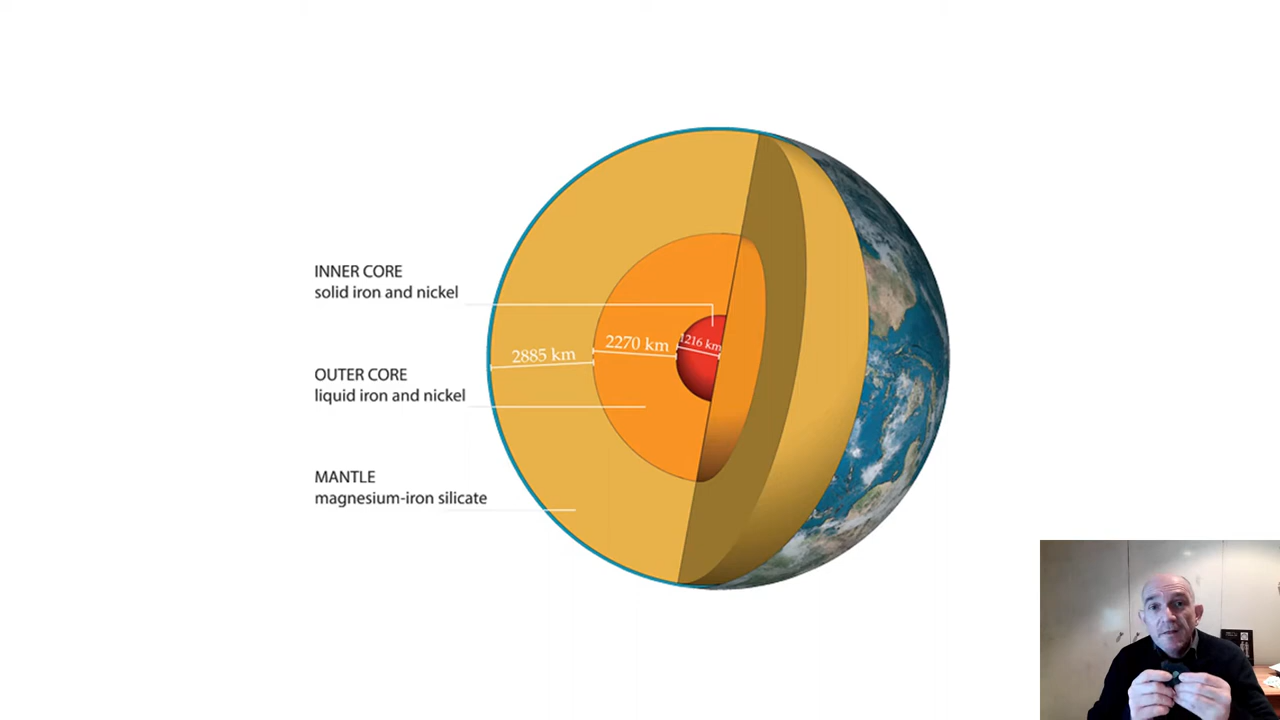 INNER CORE
solid iron and nickel
2885 km
2270 km
1216 km
OUTER CORE
liquid iron and nickel
MANTLE
magnesium-iron silicate